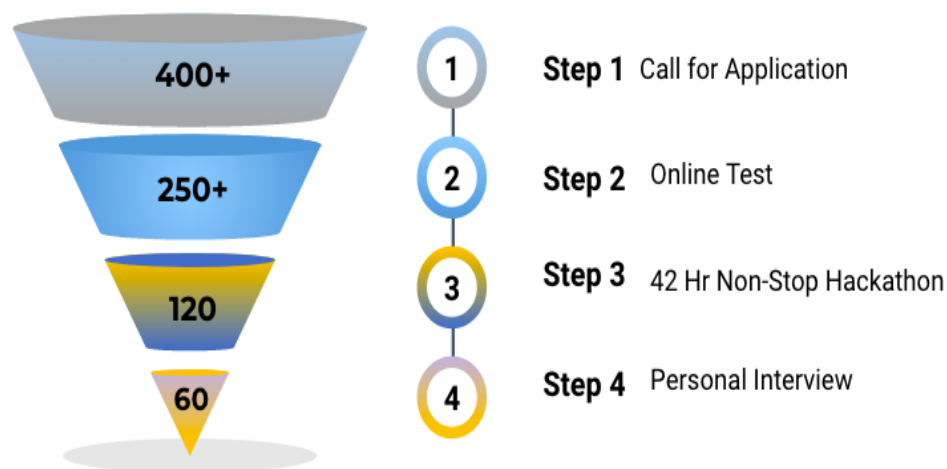 400+
1
Step 1 Call for Application
250+
2
Step 2 Online Test
120
3
Step 3 42 Hr Non-Stop Hackathon
60
4
Step 4 Personal Interview